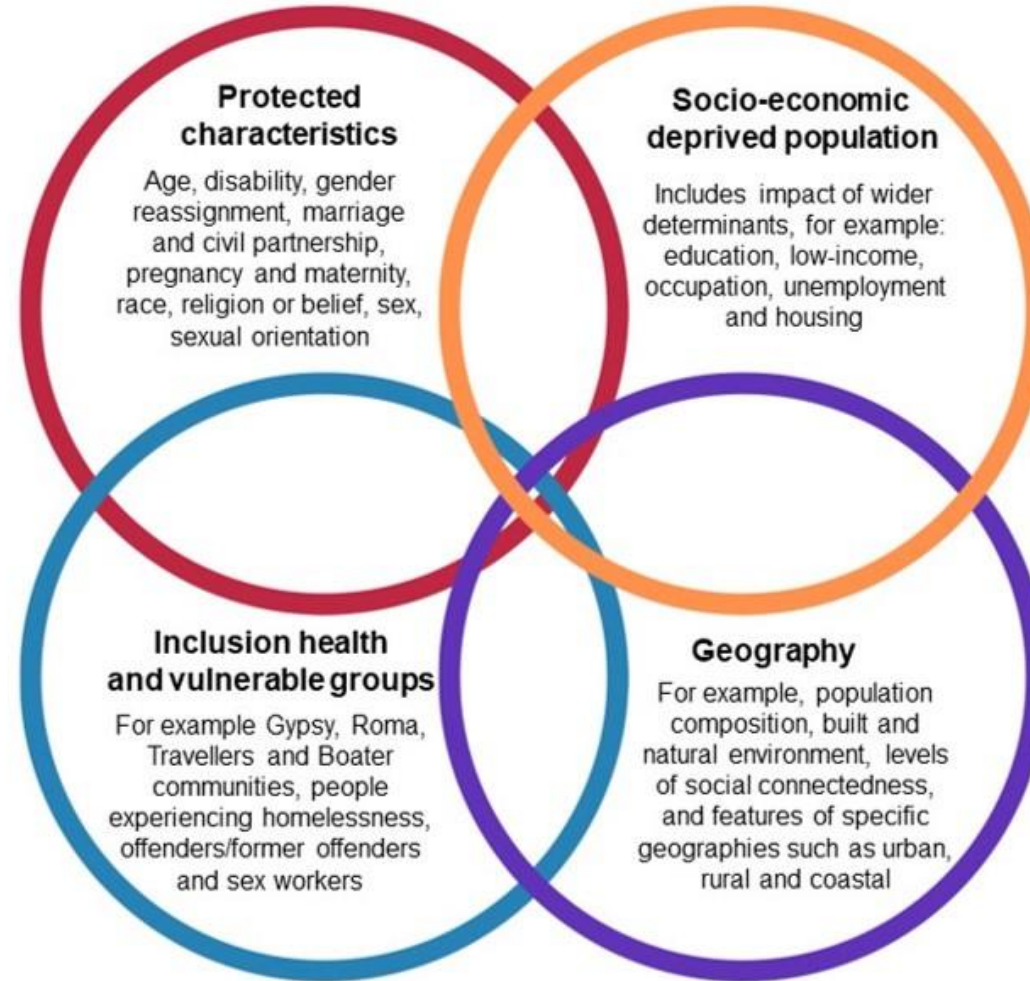 Protected
characteristics
Age, disability, gender
reassignment, marriage
and civil partnership,
pregnancy and maternity,
race, religion or belief, sex,
sexual orientation
Socio-economic
deprived population
Includes impact of wider
determinants, for example:
education, low-income,
occupation, unemployment
and housing
Inclusion health
and vulnerable groups
For example Gypsy, Roma,
Travellers and Boater
communities, people
experiencing homelessness,
offenders/former offenders
and sex workers
Geography
For example, population
composition, built and
natural environment, levels
of social connectedness,
and features of specific
geographies such as urban,
rural and coastal